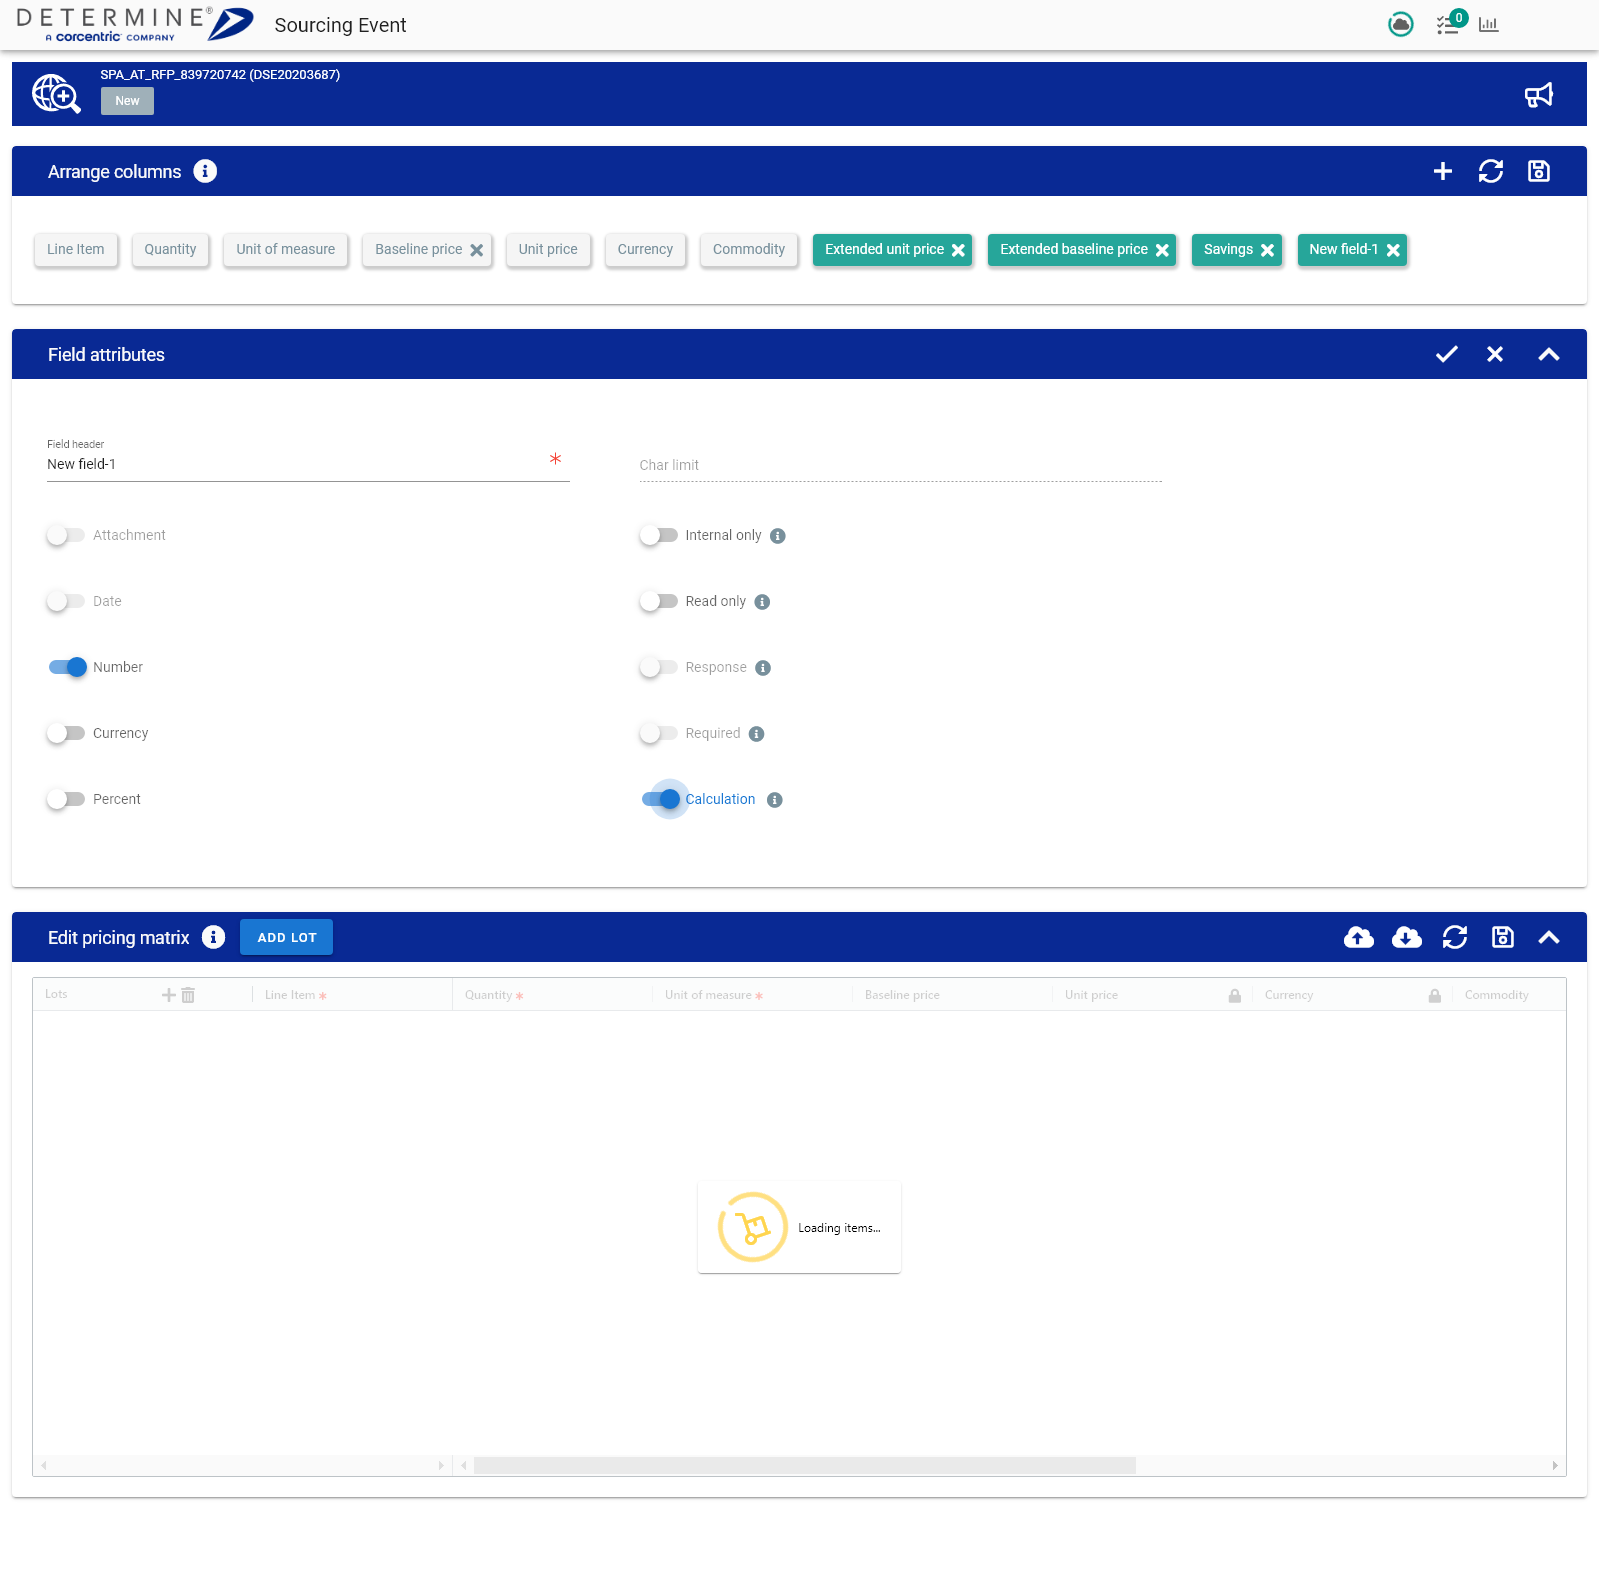 DETERMINE®
A corcentric COMPANY
Sourcing Event
0
SPA_AT_RFP_839720742 (DSE20203687)
New
Arrange columns
Line Item
Quantity
Unit of measure
Baseline price
Unit price
Currency
Commodity
Extended unit price
Extended baseline price
Savings
New field-1
Field attributes
Field header
New field-1 *
Char limit
Attachment
Internal only
Date
Read only
Number
Response
Currency
Required
Percent
Calculation
Edit pricing matrix
ADD LOT
Lots
Line Item *
Quantity *
Unit of measure *
Baseline price
Unit price
Currency
Commodity
Loading items...